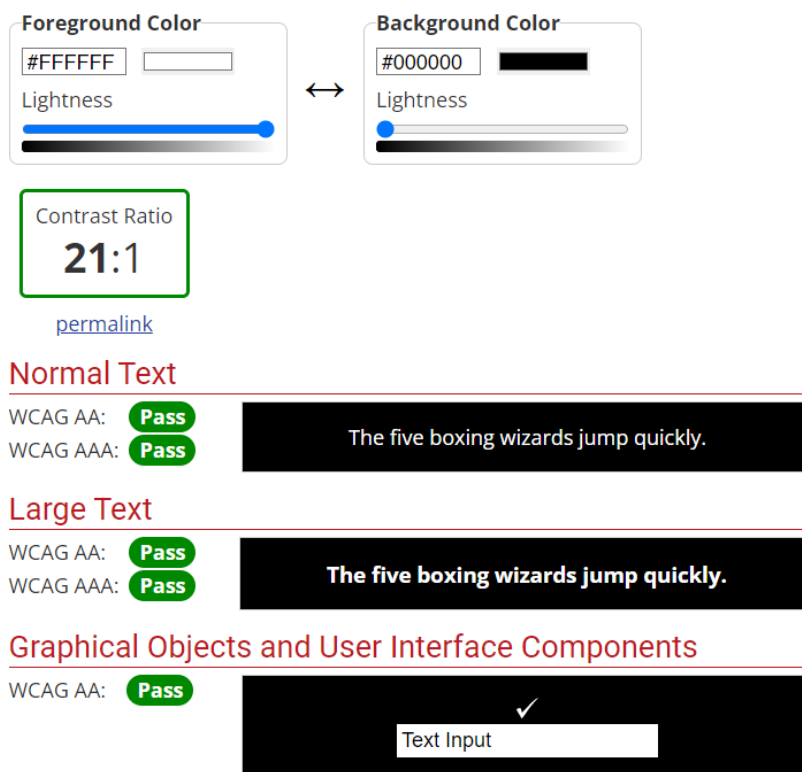 Foreground Color
#FFFFFF
Lightness
Background Color
#000000
Lightness
Contrast Ratio
21:1
permalink
Normal Text
WCAG AA: Pass
WCAG AAA: Pass
The five boxing wizards jump quickly.
Large Text
WCAG AA: Pass
WCAG AAA: Pass
The five boxing wizards jump quickly.
Graphical Objects and User Interface Components
WCAG AA: Pass
Text Input